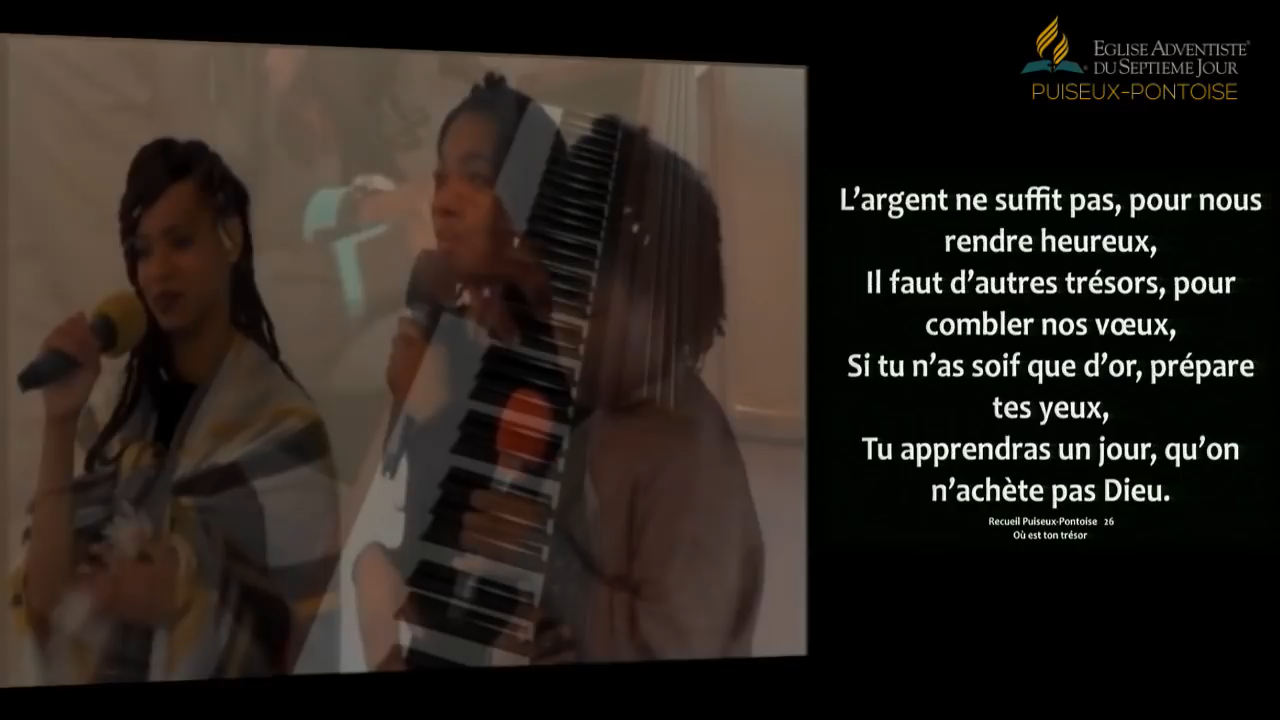 EGLISE ADVENTISTE
DU SEPTIEME JOUR
PUISEUX-PONTOISE
L’argent ne suffit pas, pour nous
rendre heureux,
Il faut d’autres trésors, pour
combler nos vœux,
Si tu n’as soif que d’or, prépare
tes yeux,
Tu apprendras un jour, qu’on
n’achète pas Dieu.
Recueil Puiseux-Pontoise 26
Où est ton trésor